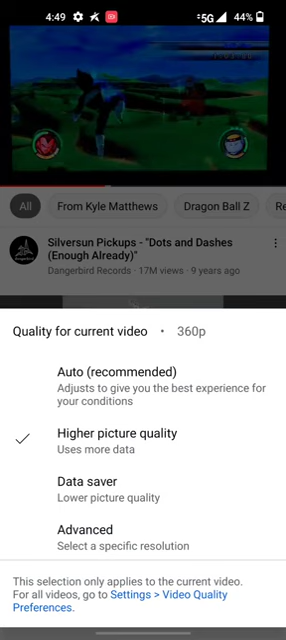 4:49 5G 44%
All From Kyle Matthews Dragon Ball Z Re
Silversun Pickups - "Dots and Dashes
(Enough Already)"
Dangerbird Records · 17M views · 9 years ago
Quality for current video • 360p
Auto (recommended)
Adjusts to give you the best experience for
your conditions
Higher picture quality
Uses more data
Data saver
Lower picture quality
Advanced
Select a specific resolution
This selection only applies to the current video.
For all videos, go to Settings > Video Quality
Preferences.